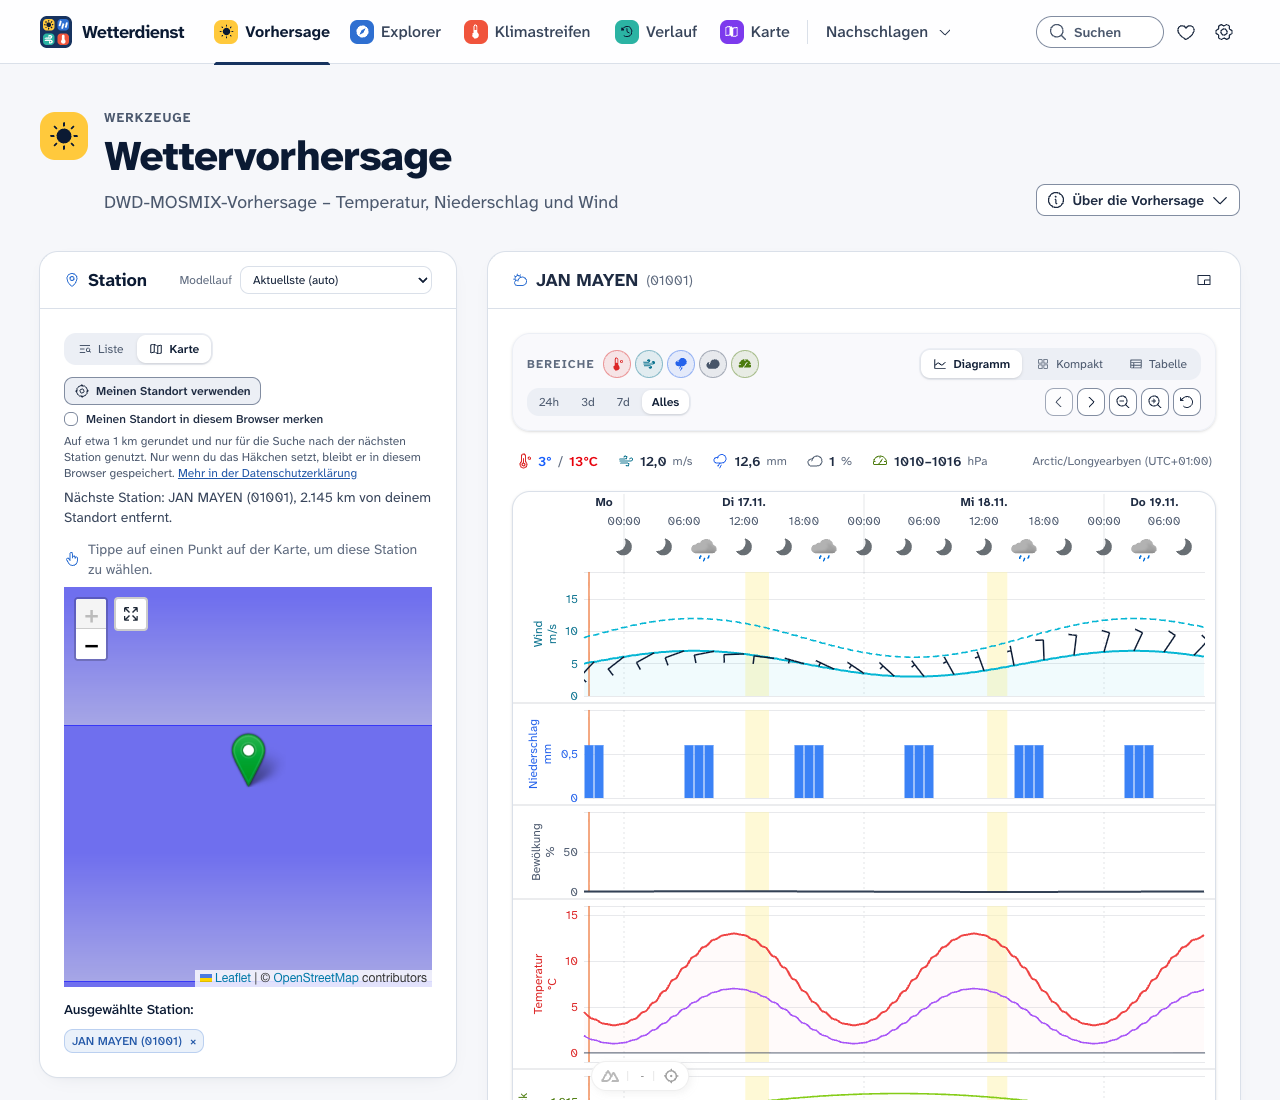 Wetterdienst
Vorhersage
Explorer
Klimastreifen
Verlauf
Karte
Nachschlagen
Suchen
WERKZEUGE
Wettervorhersage
DWD-MOSMIX-Vorhersage – Temperatur, Niederschlag und Wind
Über die Vorhersage
Station
Modellauf
Aktuellste (auto)
Liste
Karte
Meinen Standort verwenden
Meinen Standort in diesem Browser merken
Auf etwa 1 km gerundet und nur für die Suche nach der nächsten
Station genutzt. Nur wenn du das Häkchen setzt, bleibt er in diesem
Browser gespeichert. Mehr in der Datenschutzerklärung
Nächste Station: JAN MAYEN (01001), 2.145 km von deinem
Standort entfernt.
Tippe auf einen Punkt auf der Karte, um diese Station
zu wählen.
+
−
Leaflet | © OpenStreetMap contributors
Ausgewählte Station:
JAN MAYEN (01001) ×
JAN MAYEN (01001)
BEREICHE
Diagramm
Kompakt
Tabelle
24h
3d
7d
Alles
3° / 13°C
12,0 m/s
12,6 mm
1 %
1010–1016 hPa
Arctic/Longyearbyen (UTC+01:00)
Mo
Di 17.11.
Mi 18.11.
Do 19.11.
00:00 06:00 12:00 18:00 00:00 06:00 12:00 18:00 00:00 06:00
Wind
m/s
15
10
5
0
Niederschlag
mm
0,5
0
Bewölkung
%
50
0
Temperatur
°C
15
10
5
0
-